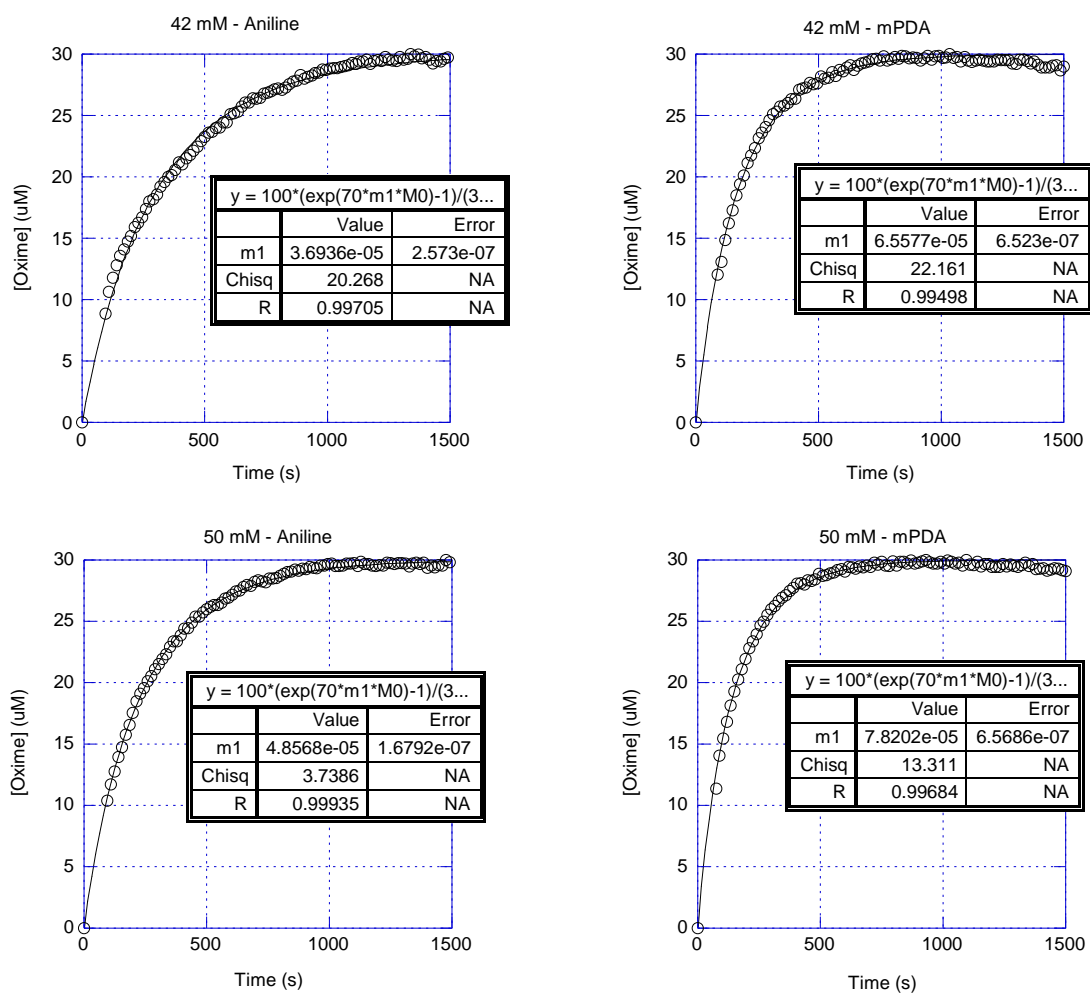 42 mM - Aniline
30
25
20
15
10
5
0
[Oxime] (uM)
y = 100*(exp(70*m1*M0)-1)/(3...
Value Error
m1 3.6936e-05 2.573e-07
Chisq 20.268 NA
R 0.99705 NA
0 500 1000 1500
Time (s)
42 mM - mPDA
30
25
20
15
10
5
0
[Oxime] (uM)
y = 100*(exp(70*m1*M0)-1)/(3...
Value Error
m1 6.5577e-05 6.523e-07
Chisq 22.161 NA
R 0.99498 NA
0 500 1000 1500
Time (s)
50 mM - Aniline
30
25
20
15
10
5
0
[Oxime] (uM)
y = 100*(exp(70*m1*M0)-1)/(3...
Value Error
m1 4.8568e-05 1.6792e-07
Chisq 3.7386 NA
R 0.99935 NA
0 500 1000 1500
Time (s)
50 mM - mPDA
30
25
20
15
10
5
0
[Oxime] (uM)
y = 100*(exp(70*m1*M0)-1)/(3...
Value Error
m1 7.8202e-05 6.5686e-07
Chisq 13.311 NA
R 0.99684 NA
0 500 1000 1500
Time (s)